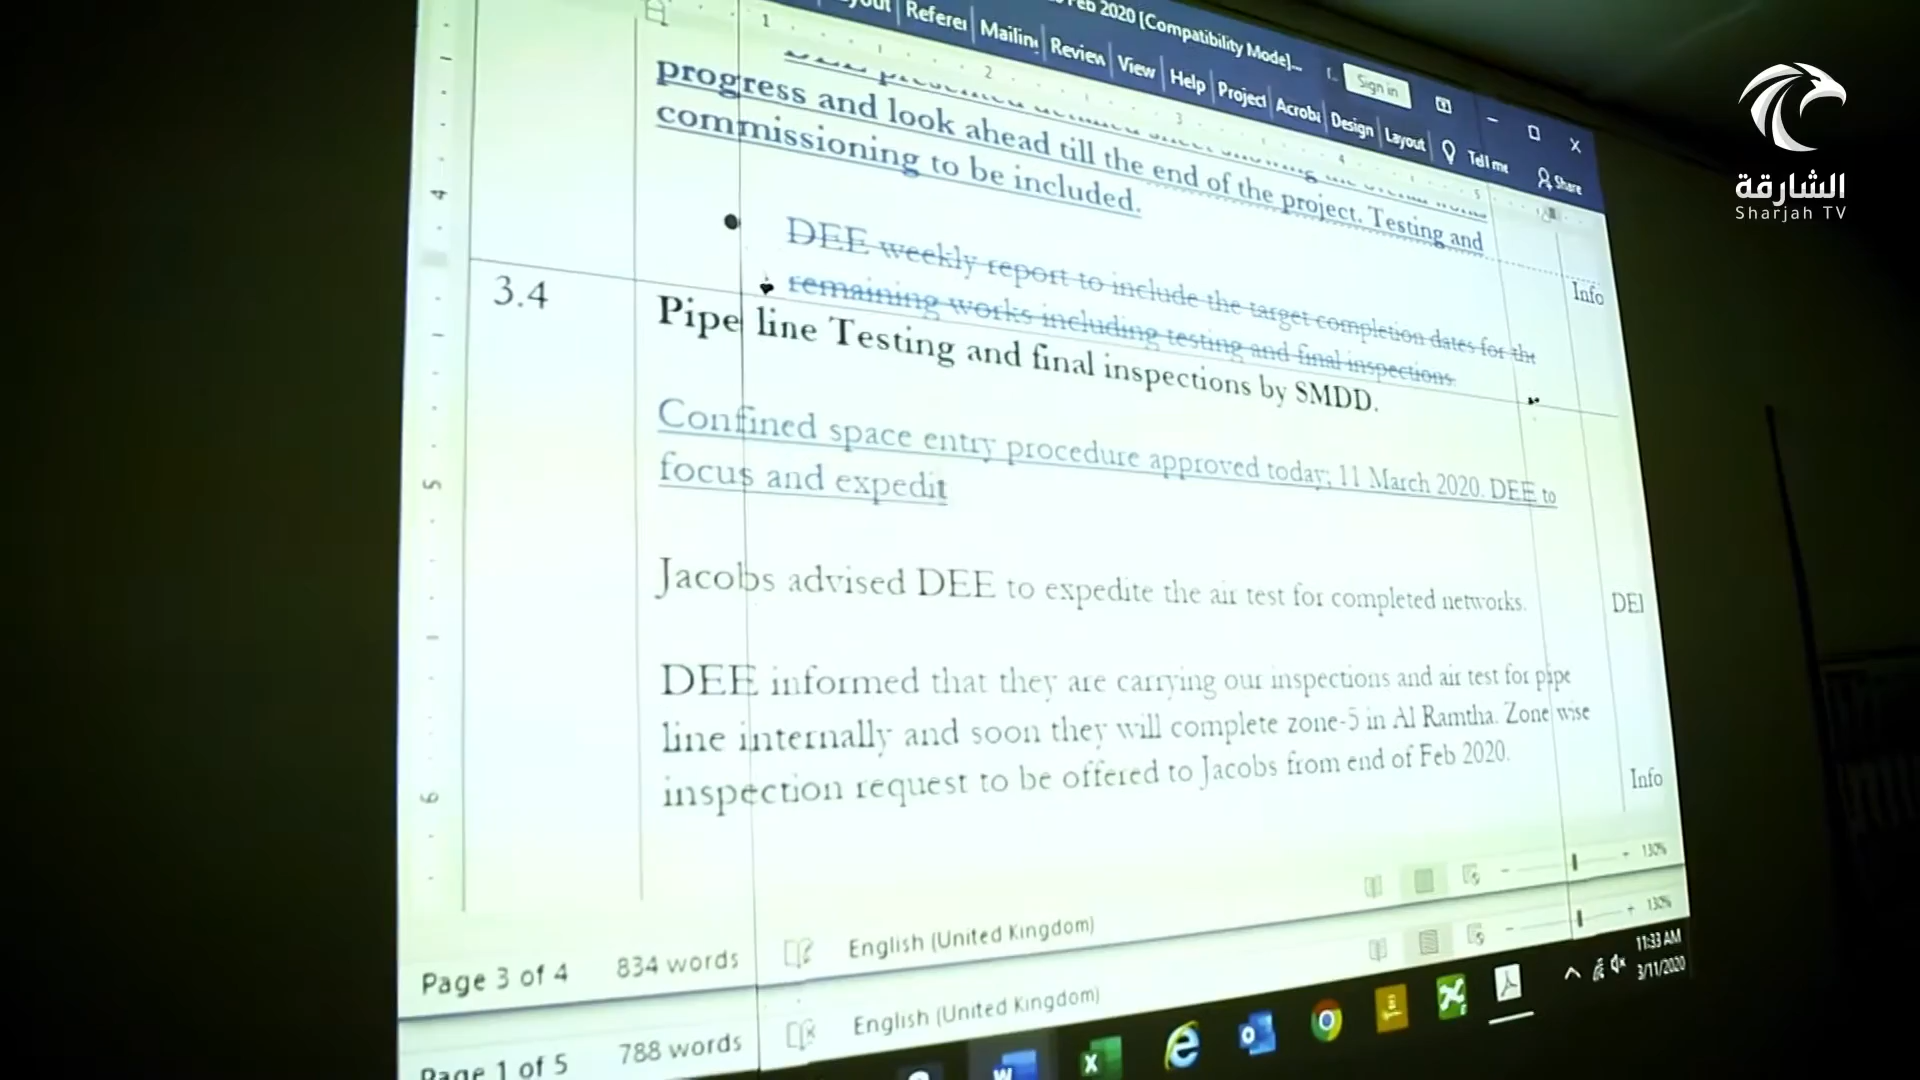 Feb 2020 [Compatibility Mode]...
Sign in
Mailin
Review
View
Help
Project
Acrobi
Design
Layout
Tell me
Share
progress and look ahead till the end of the project. Testing and
commissioning to be included.
DEE weekly report to include the target completion dates for the
remaining works including testing and final inspections.
Info
3.4
Pipe line Testing and final inspections by SMDD.
Confined space entry procedure approved today; 11 March 2020. DEE to
focus and expedit
Jacobs advised DEE to expedite the air test for completed networks.
DEI
DEE informed that they are carrying our inspections and air test for pipe
line internally and soon they will complete zone-5 in Al Ramtha. Zone wise
inspection request to be offered to Jacobs from end of Feb 2020.
Info
Page 3 of 4
834 words
English (United Kingdom)
130%
Page 1 of 5
788 words
English (United Kingdom)
130%
11:33 AM
3/11/2020
الشارقة
Sharjah TV